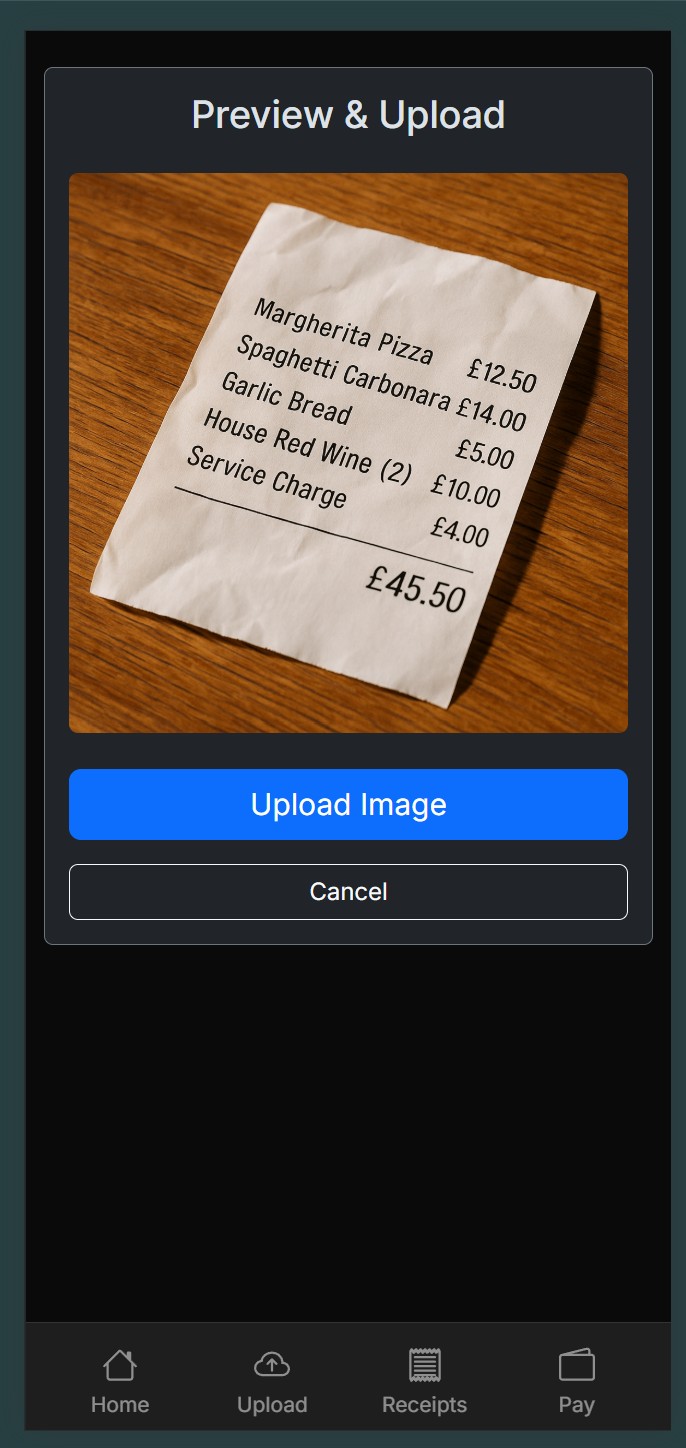 Preview & Upload
Margherita Pizza £12.50
Spaghetti Carbonara £14.00
Garlic Bread £5.00
House Red Wine (2) £10.00
Service Charge £4.00
£45.50
Upload Image
Cancel
Home Upload Receipts Pay